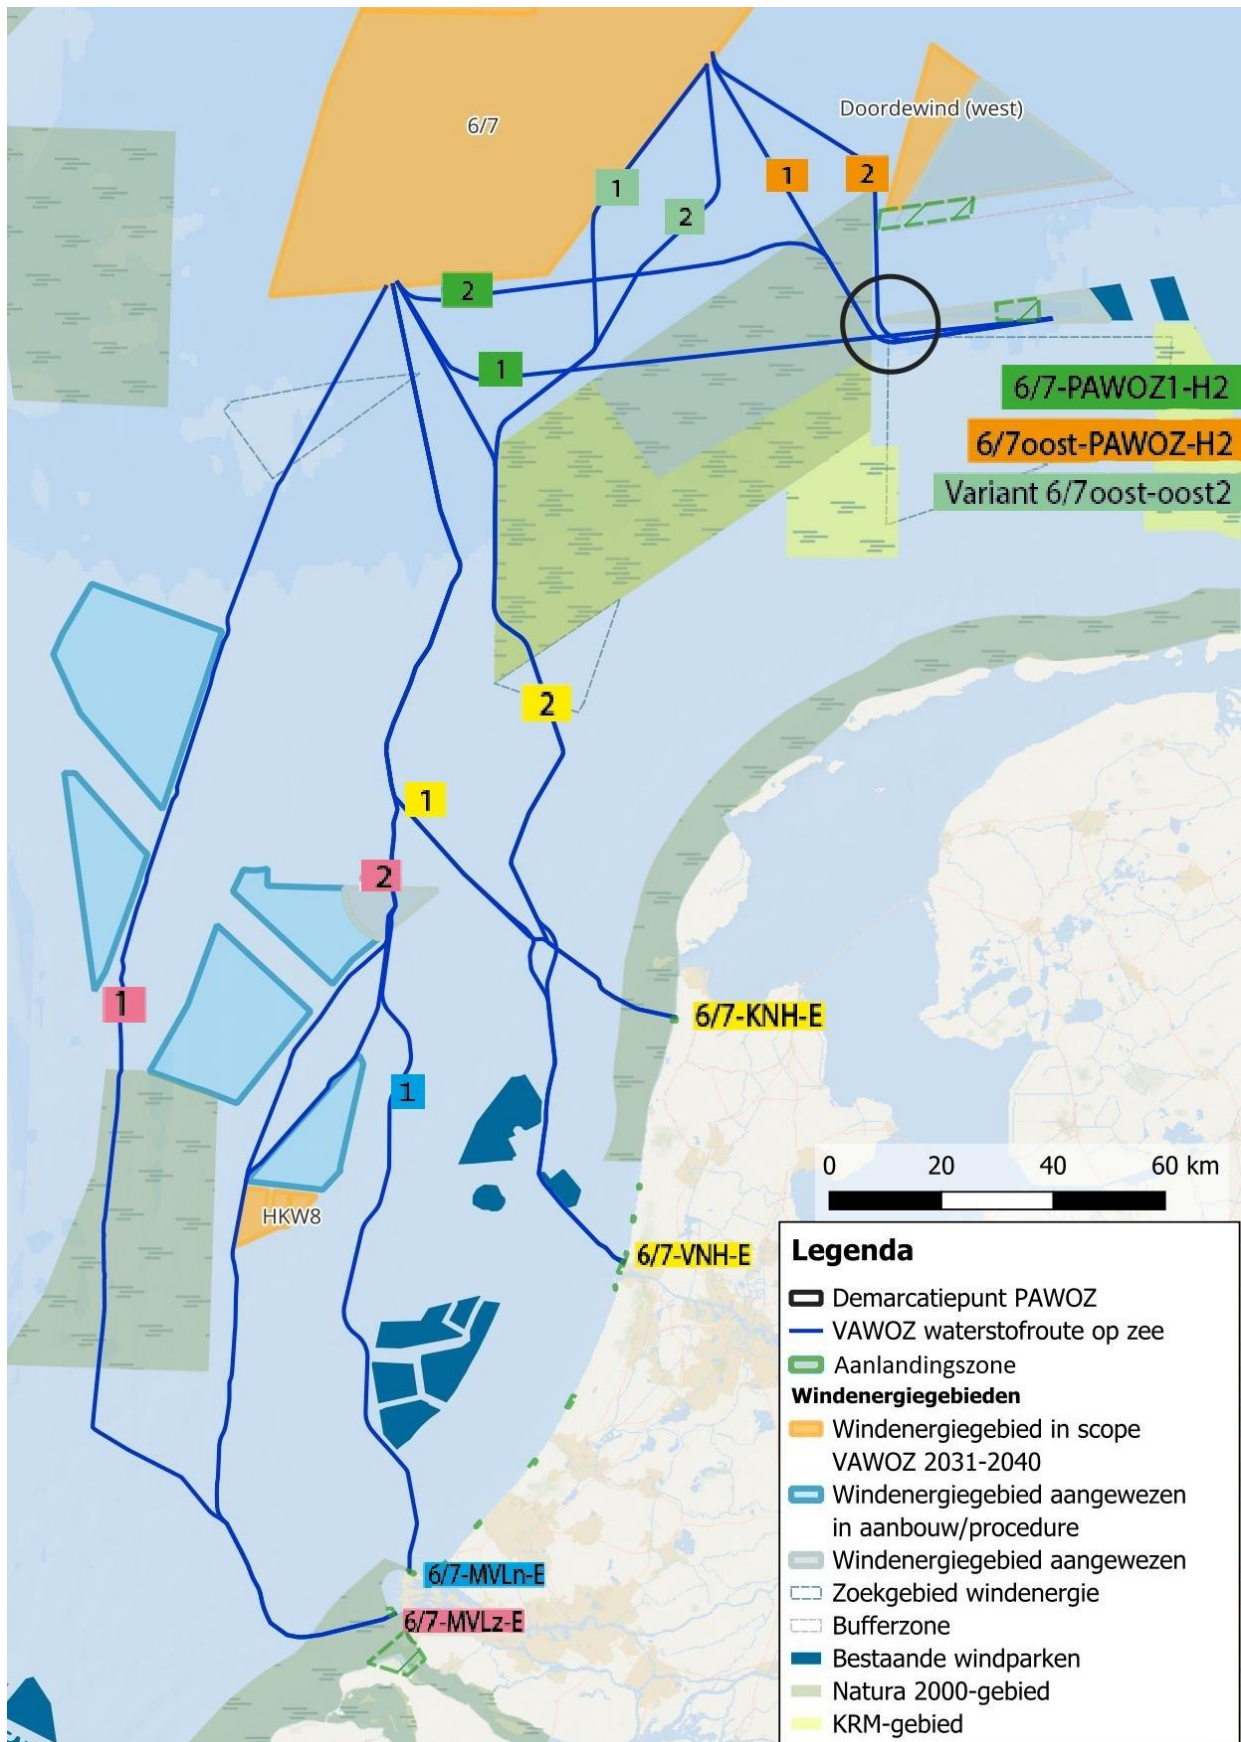 6/7
Doordewind (west)
1
1
2
2
2
1
6/7-PAWOZ1-H2
6/7oost-PAWOZ-H2
Variant 6/7oost-oost2
2
1
2
1
6/7-KNH-E
1
HKW8
6/7-VNH-E
0 20 40 60 km
6/7-MVLn-E
6/7-MVLz-E
Legenda
Demarcatiepunt PAWOZ
VAWOZ waterstofroute op zee
Aanlandingszone
Windenergiegebieden
Windenergiegebied in scope
VAWOZ 2031-2040
Windenergiegebied aangewezen
in aanbouw/procedure
Windenergiegebied aangewezen
Zoekgebied windenergie
Bufferzone
Bestaande windparken
Natura 2000-gebied
KRM-gebied